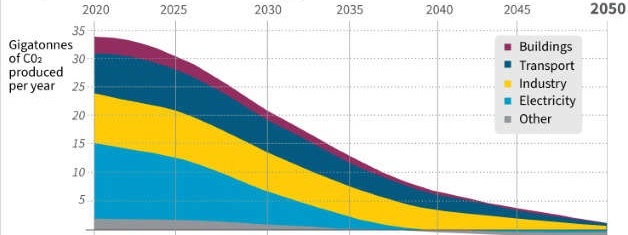 2020 2025 2030 2035 2040 2045 2050
Gigatonnes
of CO₂
produced
per year
35
30
25
20
15
10
5
Buildings
Transport
Industry
Electricity
Other